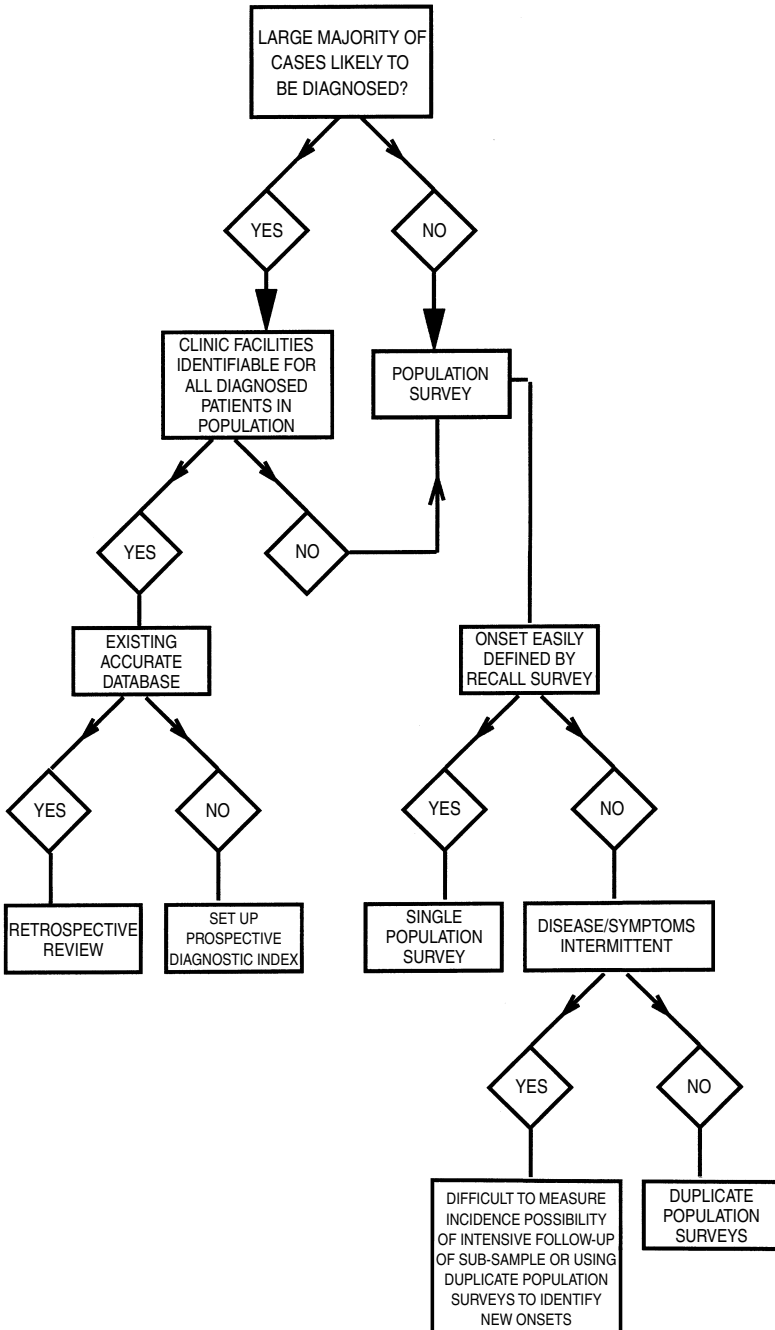 LARGE MAJORITY OF
CASES LIKELY TO
BE DIAGNOSED?
YES
NO
CLINIC FACILITIES
IDENTIFIABLE FOR
ALL DIAGNOSED
PATIENTS IN
POPULATION
POPULATION
SURVEY
YES
NO
EXISTING
ACCURATE
DATABASE
ONSET EASILY
DEFINED BY
RECALL SURVEY
YES
NO
YES
NO
RETROSPECTIVE
REVIEW
SET UP
PROSPECTIVE
DIAGNOSTIC INDEX
SINGLE
POPULATION
SURVEY
DISEASE/SYMPTOMS
INTERMITTENT
YES
NO
DIFFICULT TO MEASURE
INCIDENCE POSSIBILITY
OF INTENSIVE FOLLOW-UP
OF SUB-SAMPLE OR USING
DUPLICATE POPULATION
SURVEYS TO IDENTIFY
NEW ONSETS
DUPLICATE
POPULATION
SURVEYS